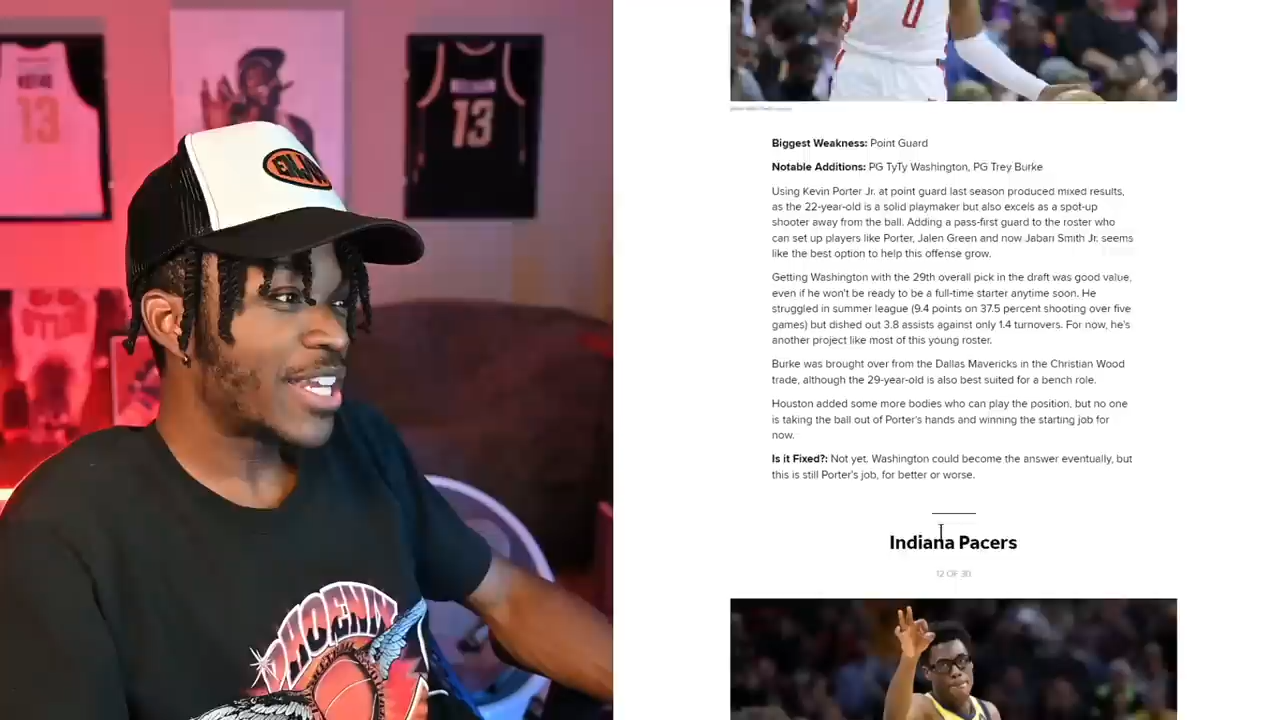 13
13
ENJOY
PHOENIX
0
Biggest Weakness: Point Guard
Notable Additions: PG TyTy Washington, PG Trey Burke
Using Kevin Porter Jr. at point guard last season produced mixed results,
as the 22-year-old is a solid playmaker but also excels as a spot-up
shooter away from the ball. Adding a pass-first guard to the roster who
can set up players like Porter, Jalen Green and now Jabari Smith Jr. seems
like the best option to help this offense grow.
Getting Washington with the 29th overall pick in the draft was good value,
even if he won't be ready to be a full-time starter anytime soon. He
struggled in summer league (9.4 points on 37.5 percent shooting over five
games) but dished out 3.8 assists against only 1.4 turnovers. For now, he's
another project like most of this young roster.
Burke was brought over from the Dallas Mavericks in the Christian Wood
trade, although the 29-year-old is also best suited for a bench role.
Houston added some more bodies who can play the position, but no one
is taking the ball out of Porter's hands and winning the starting job for
now.
Is it Fixed?: Not yet. Washington could become the answer eventually, but
this is still Porter's job, for better or worse.
Indiana Pacers
12 OF 30